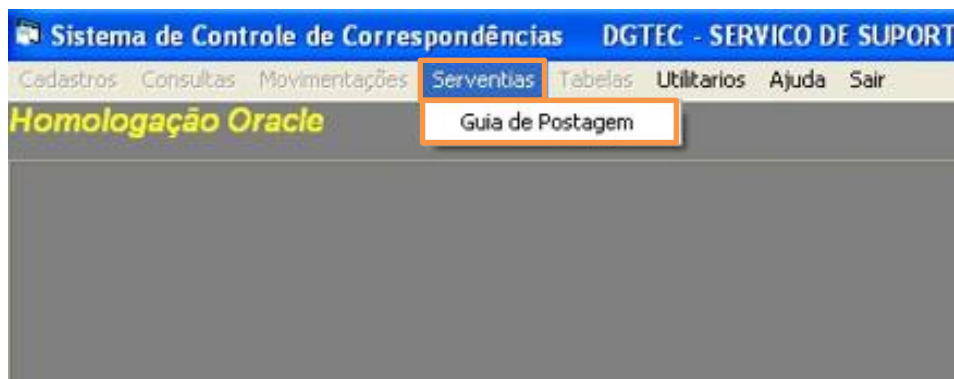 Sistema de Controle de Correspondências DGTEC - SERVICO DE SUPORT
Cadastros Consultas Movimentações Serventias Tabelas Utilitarios Ajuda Sair
Homologação Oracle
Guia de Postagem